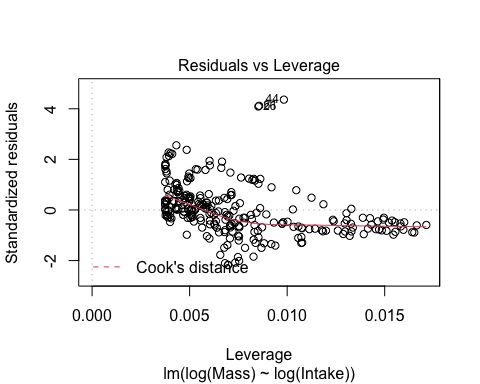 Residuals vs Leverage
Standardized residuals
4
2
0
-2
44
Cook's distance
0.000 0.005 0.010 0.015
Leverage
lm(log(Mass) ~ log(Intake))